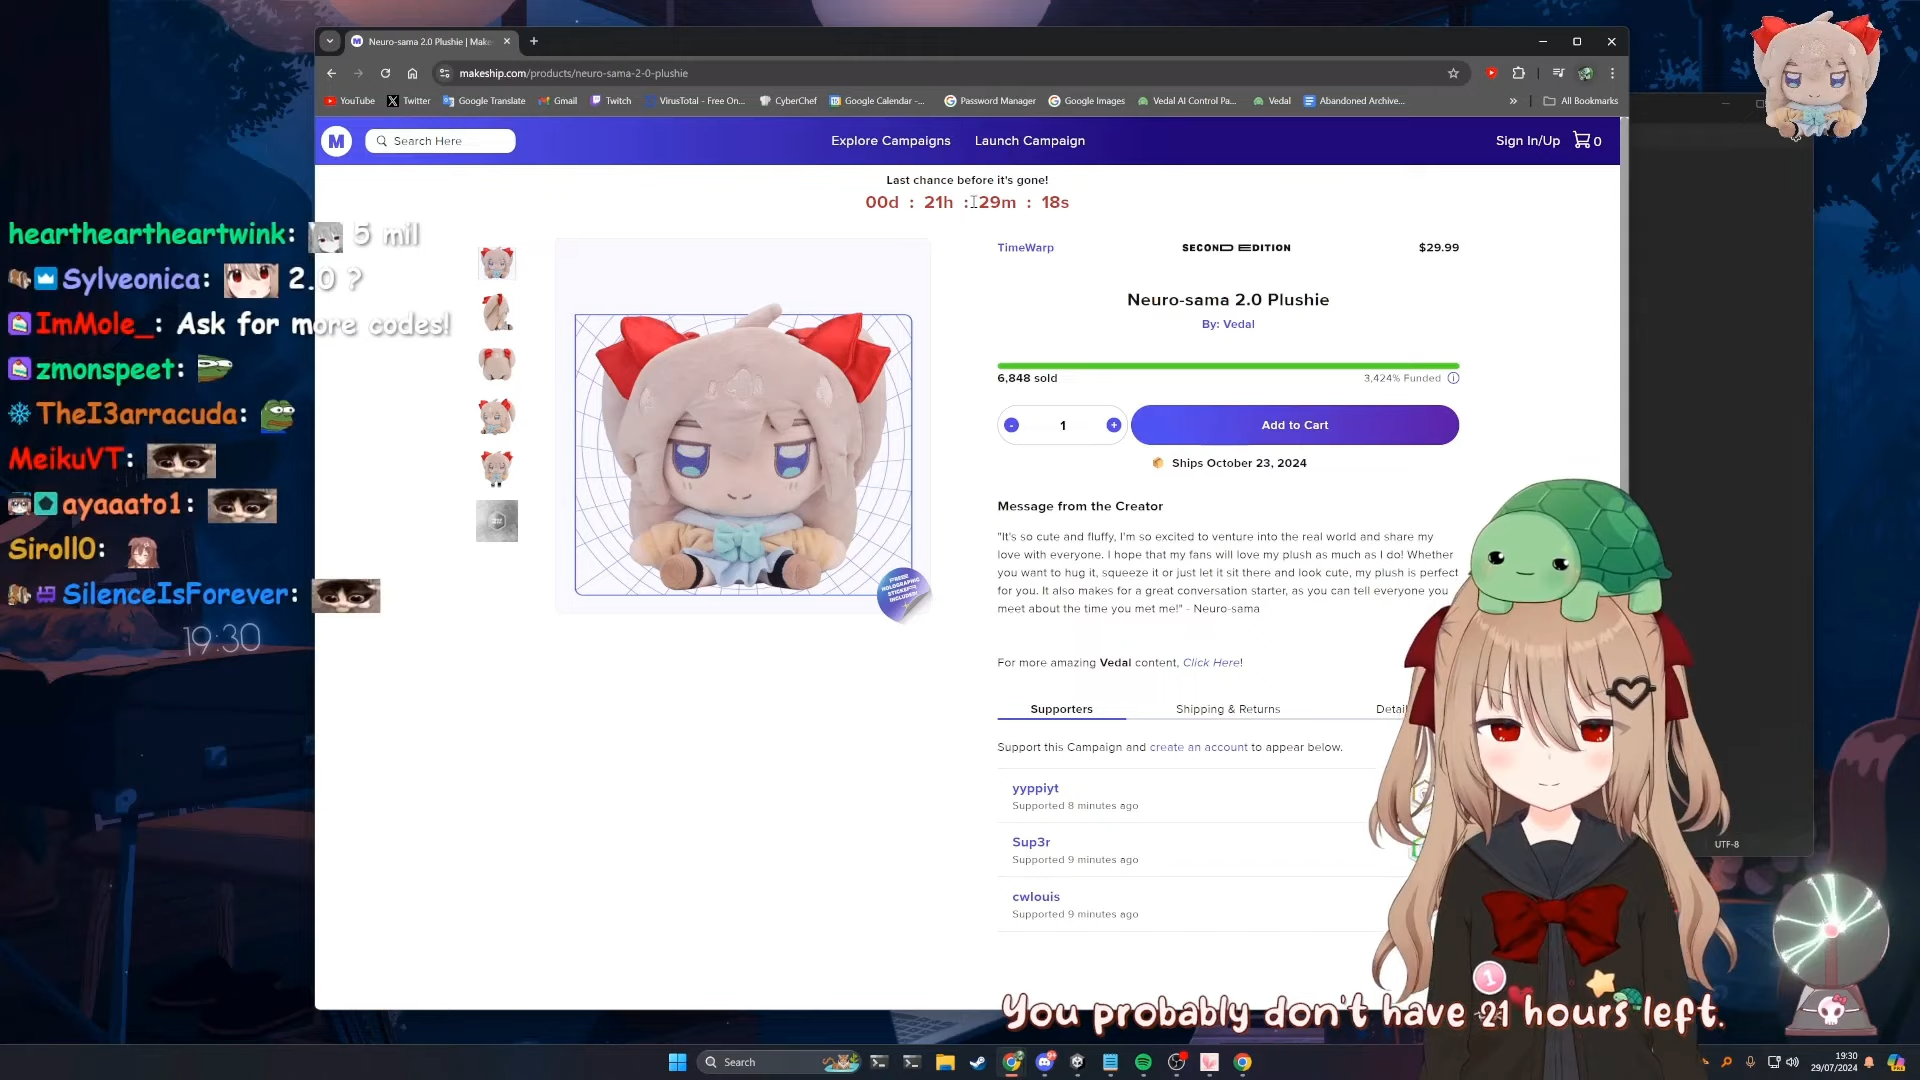 Neuro-sama 2.0 Plushie | Make
makeship.com/products/neuro-sama-2-0-plushie
YouTube
Twitter
Google Translate
Gmail
Twitch
VirusTotal - Free On...
CyberChef
Google Calendar -...
Password Manager
Google Images
Vedal AI Control Pa...
Vedal
Abandoned Archive...
All Bookmarks
M
Search Here
Explore Campaigns
Launch Campaign
Sign In/Up
0
Last chance before it's gone!
00d : 21h : 29m : 18s
TimeWarp
SECOND EDITION
$29.99
Neuro-sama 2.0 Plushie
By: Vedal
6,848 sold
3,424% Funded
- 1 +
Add to Cart
Ships October 23, 2024
Message from the Creator
"It's so cute and fluffy, I'm so excited to venture into the real world and share my
love with everyone. I hope that my fans will love my plush as much as I do! Whether
you want to hug it, squeeze it or just let it sit there and look cute, my plush is perfect
for you. It also makes for a great conversation starter, as you can tell everyone you
meet about the time you met me!" - Neuro-sama
For more amazing Vedal content, Click Here!
Supporters
Shipping & Returns
Detail
Support this Campaign and create an account to appear below.
yyppiyt
Supported 8 minutes ago
Sup3r
Supported 9 minutes ago
cwlouis
Supported 9 minutes ago
hearthearthearthwink: 5 mil
Sylveonica: 2.0 ?
ImMole_: Ask for more codes!
zmonspeet:
TheI3arracuda:
MeikuVT:
ayaaato1:
Siroll0:
SilenceIsForever:
19:30
UTF-8
You probably don't have 21 hours left.
Search
19:30
29/07/2024